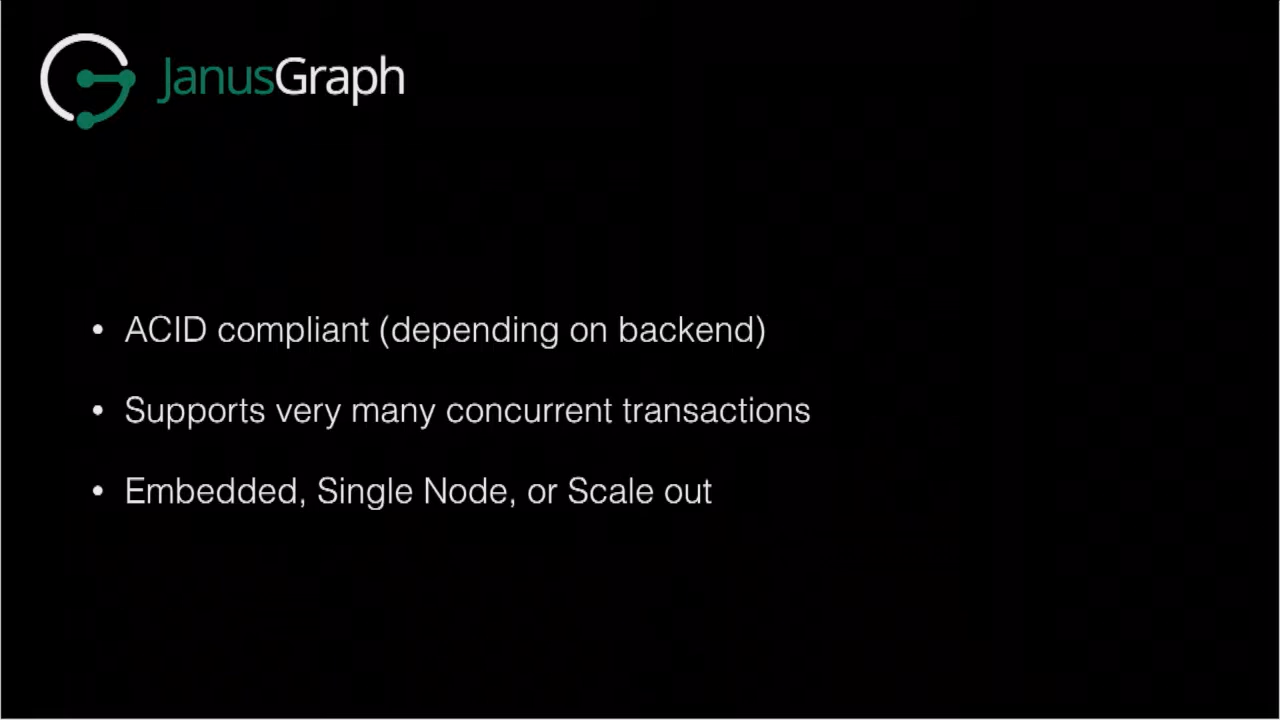 JanusGraph
• ACID compliant (depending on backend)
• Supports very many concurrent transactions
• Embedded, Single Node, or Scale out